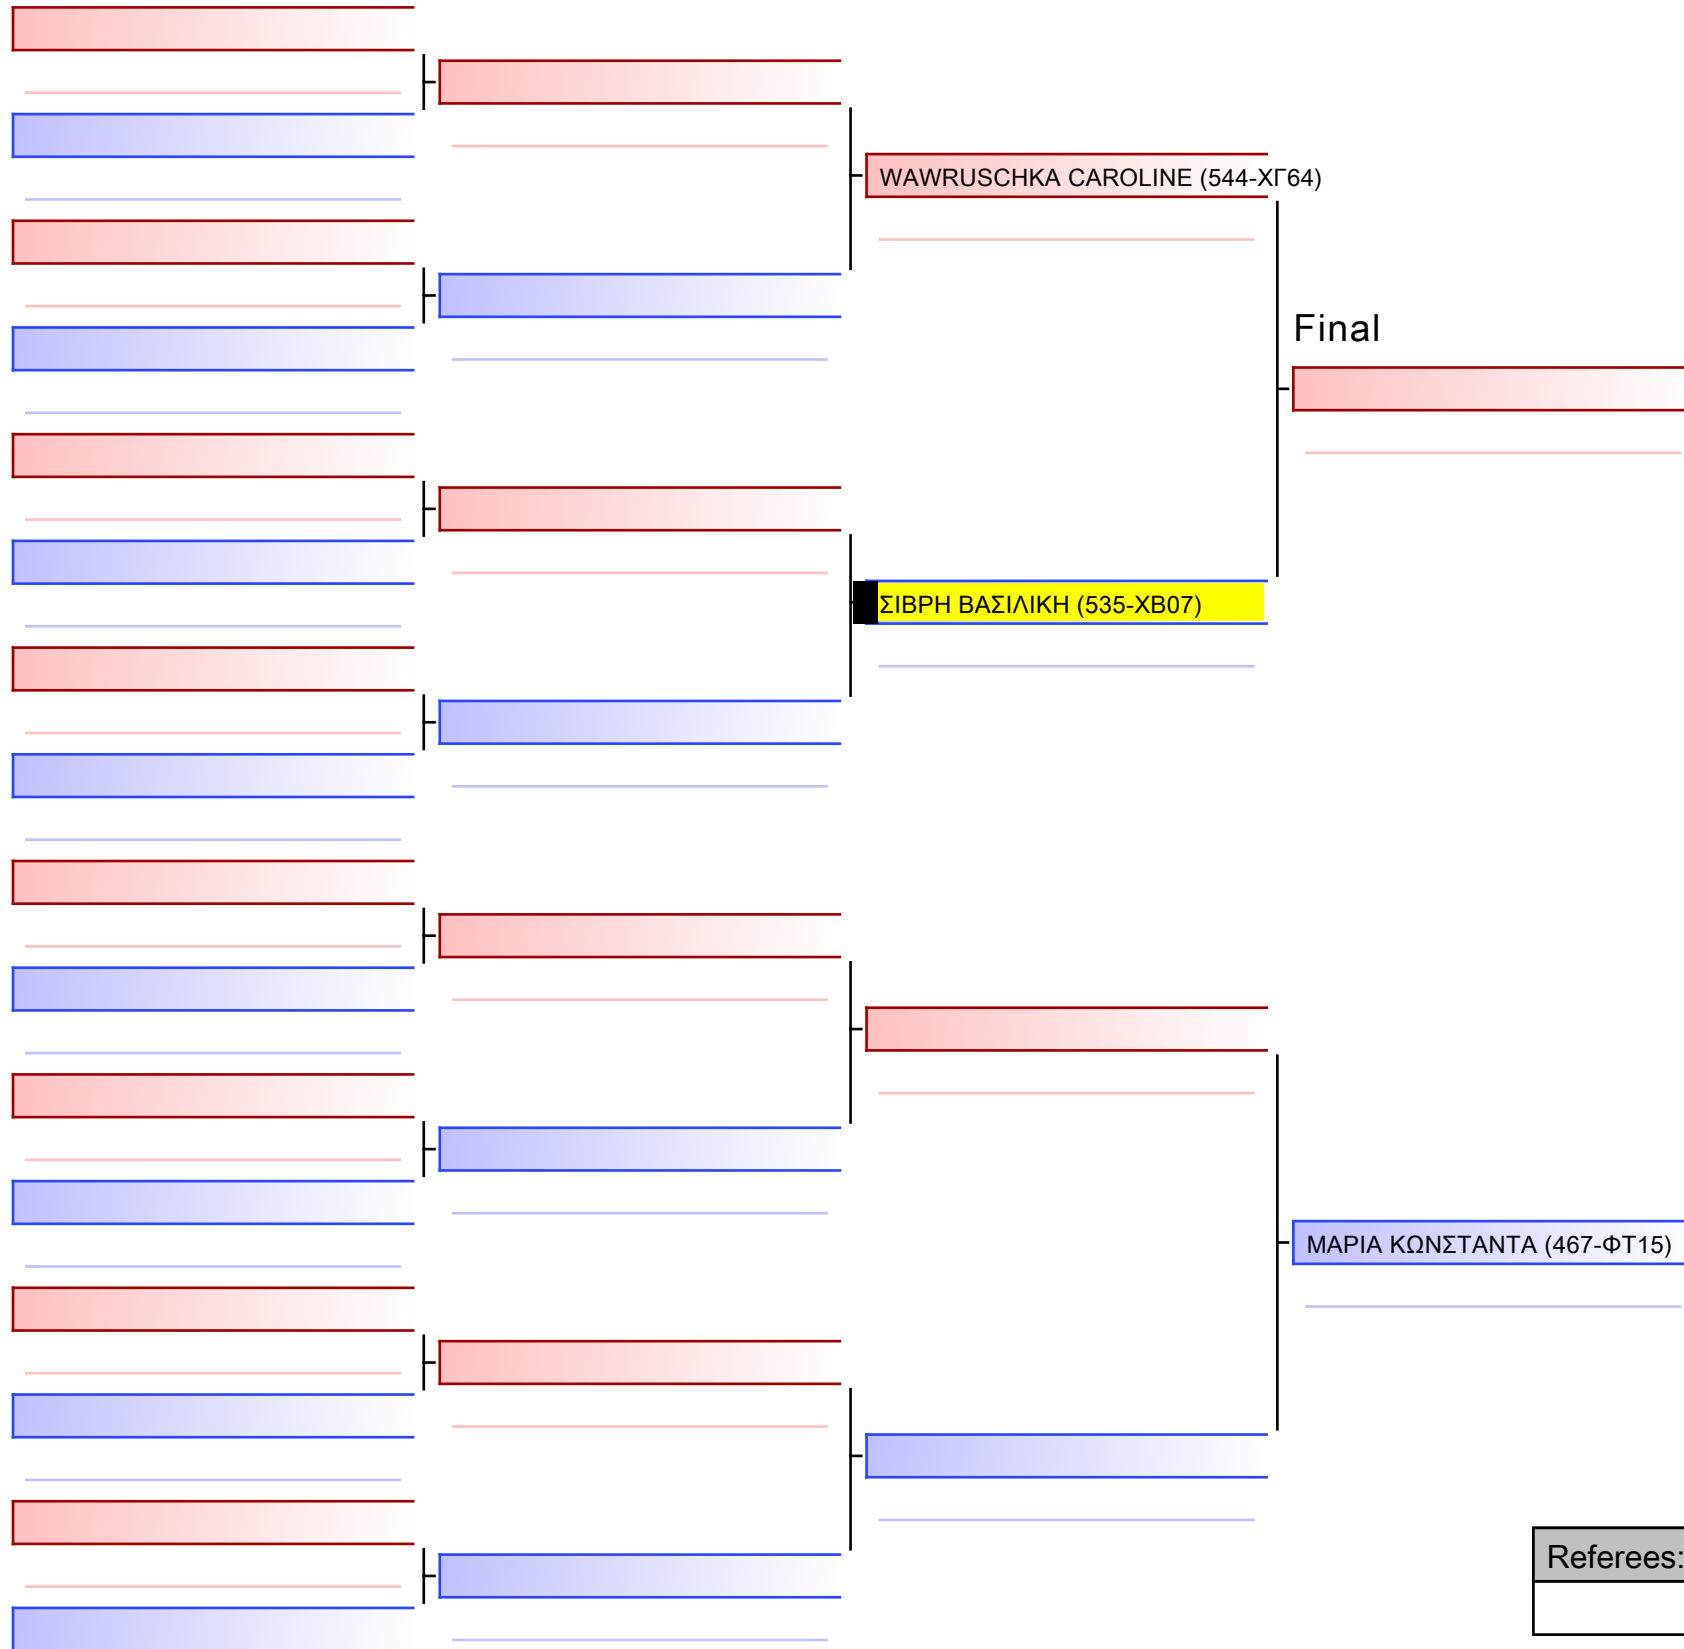 WAWRUSCHKA CAROLINE (544-ΧΓ64)
Final
ΣΙΒΡΗ ΒΑΣΙΛΙΚΗ (535-ΧΒ07)
ΜΑΡΙΑ ΚΩΝΣΤΑΝΤΑ (467-ΦΤ15)
Referees: